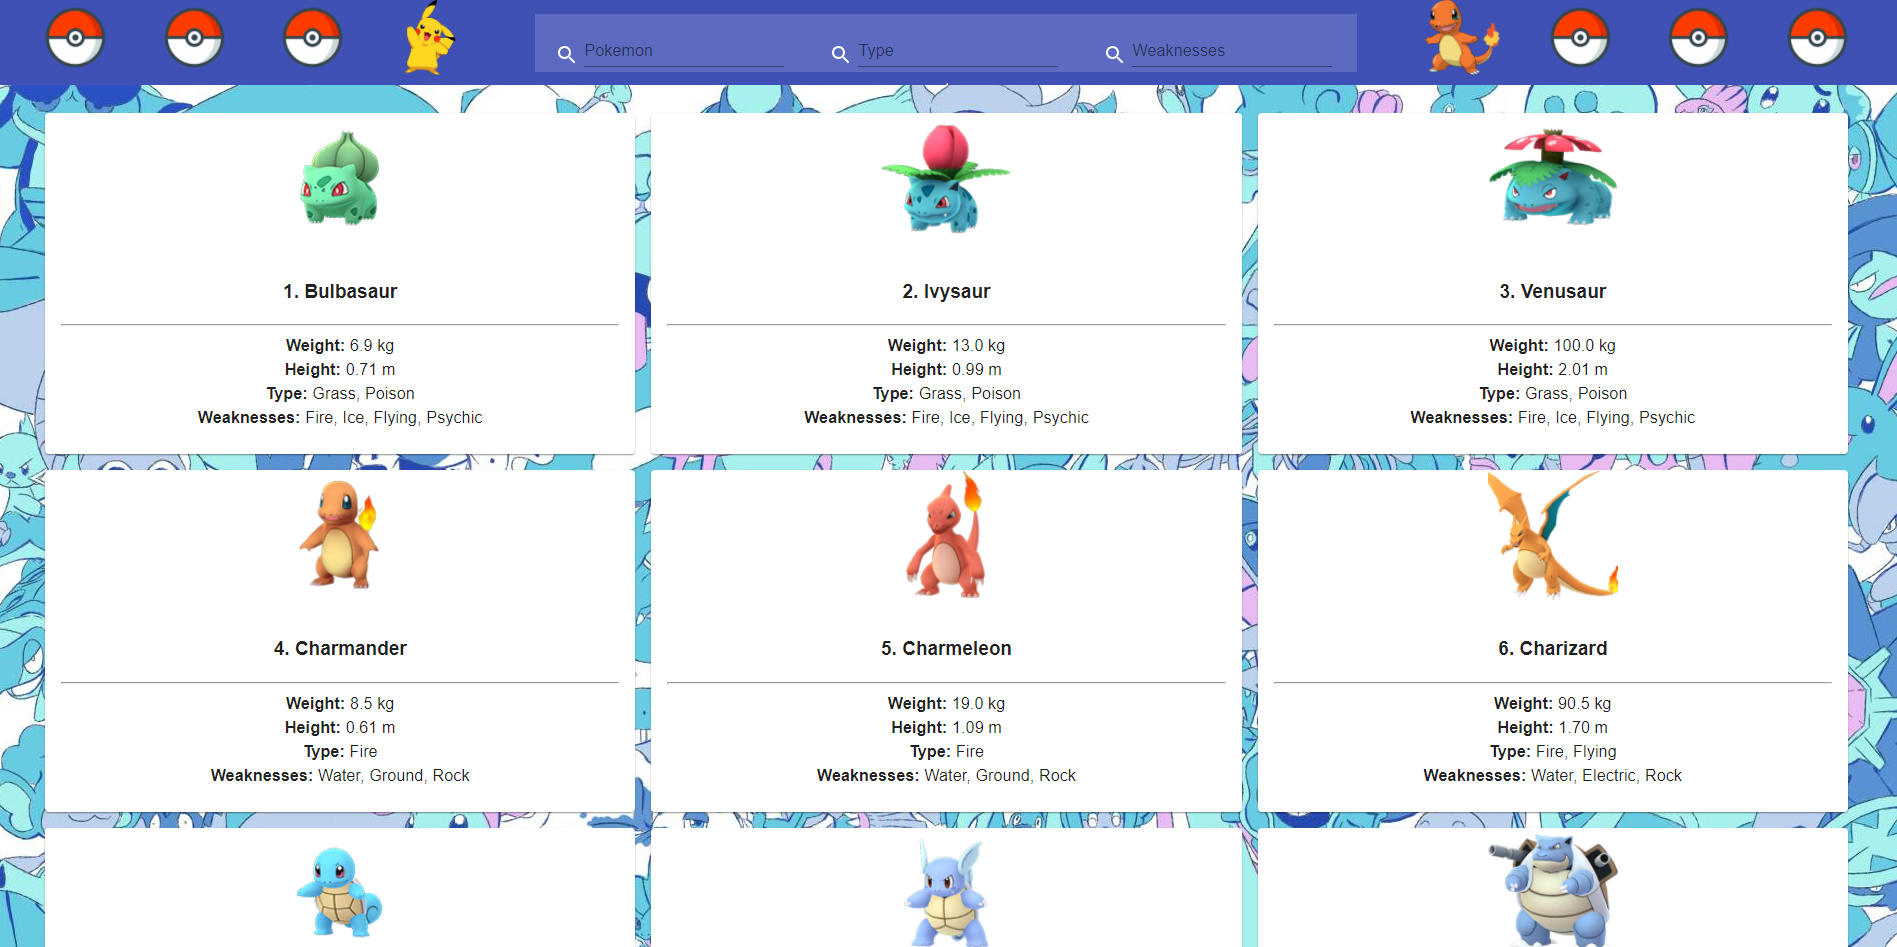 Pokemon
Type
Weaknesses
1. Bulbasaur
Weight: 6.9 kg
Height: 0.71 m
Type: Grass, Poison
Weaknesses: Fire, Ice, Flying, Psychic
2. Ivysaur
Weight: 13.0 kg
Height: 0.99 m
Type: Grass, Poison
Weaknesses: Fire, Ice, Flying, Psychic
3. Venusaur
Weight: 100.0 kg
Height: 2.01 m
Type: Grass, Poison
Weaknesses: Fire, Ice, Flying, Psychic
4. Charmander
Weight: 8.5 kg
Height: 0.61 m
Type: Fire
Weaknesses: Water, Ground, Rock
5. Charmeleon
Weight: 19.0 kg
Height: 1.09 m
Type: Fire
Weaknesses: Water, Ground, Rock
6. Charizard
Weight: 90.5 kg
Height: 1.70 m
Type: Fire, Flying
Weaknesses: Water, Electric, Rock